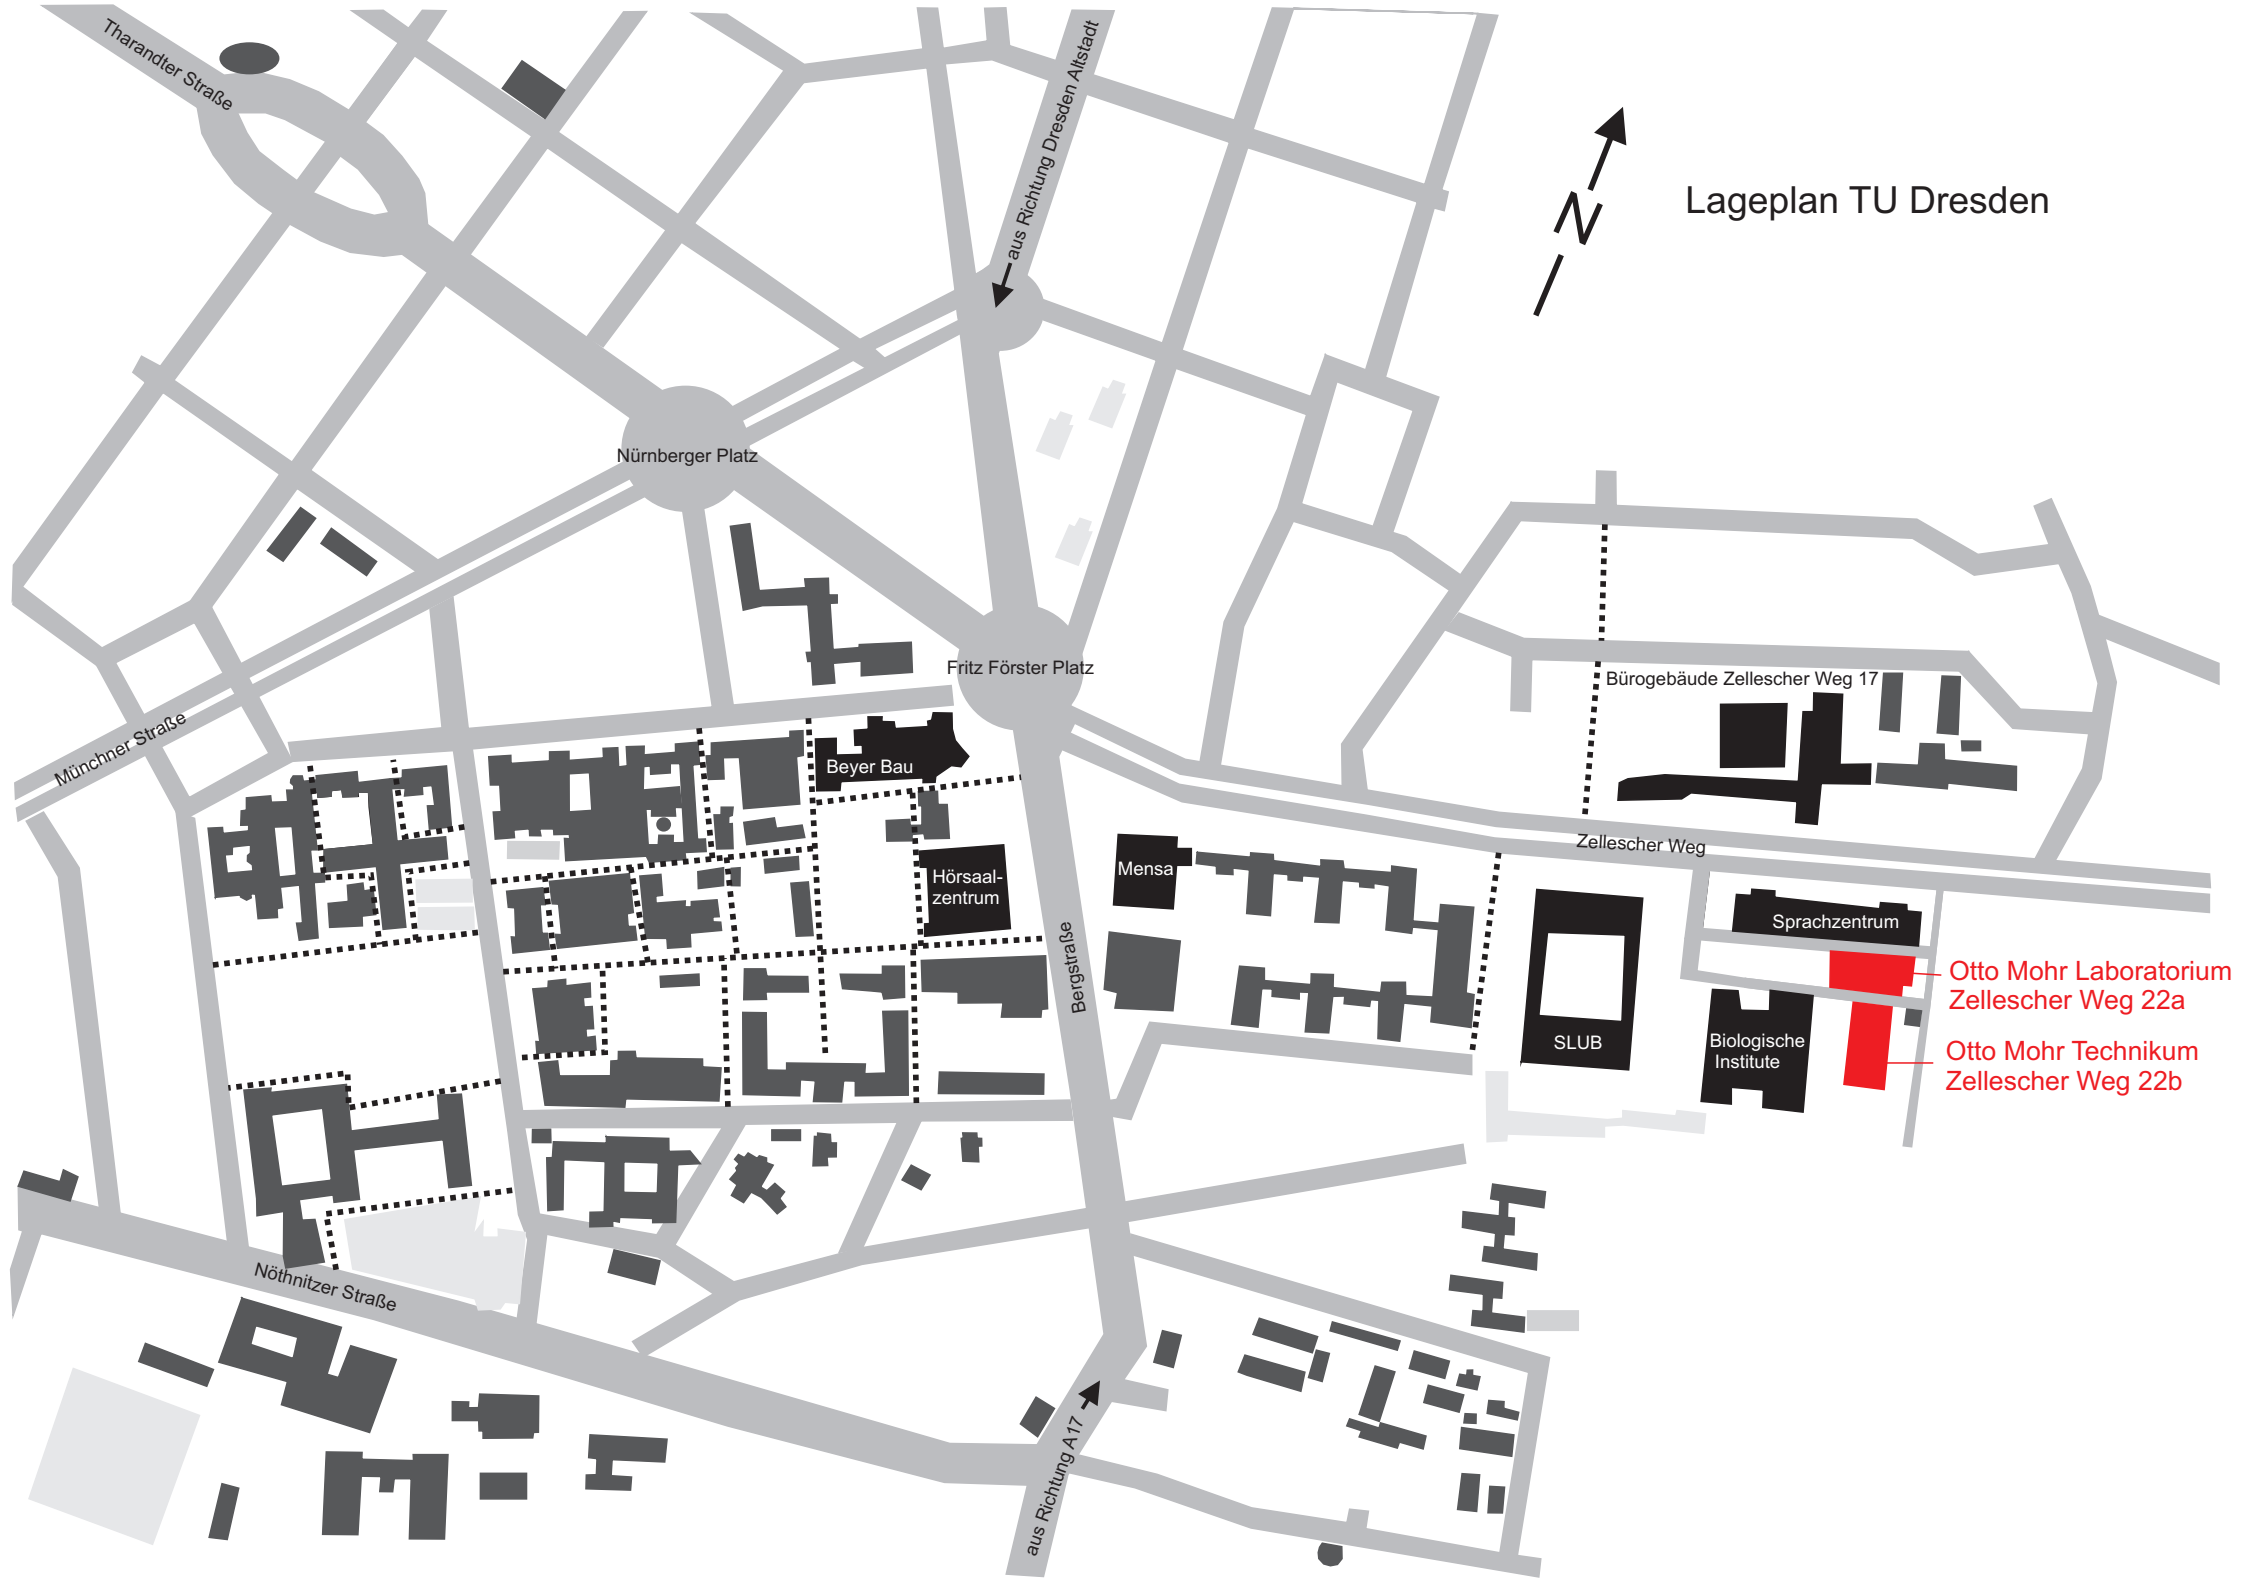 Tharandter Straße
aus Richtung Dresden Altstadt
N
Lageplan TU Dresden
Nürnberger Platz
Fritz Förster Platz
Bürogebäude Zellescher Weg 17
Münchner Straße
Beyer Bau
Zellescher Weg
Mensa
Hörsaal-
zentrum
Sprachzentrum
Bergstraße
Otto Mohr Laboratorium
Zellescher Weg 22a
SLUB
Biologische
Institute
Otto Mohr Technikum
Zellescher Weg 22b
Nöthnitzer Straße
aus Richtung A17